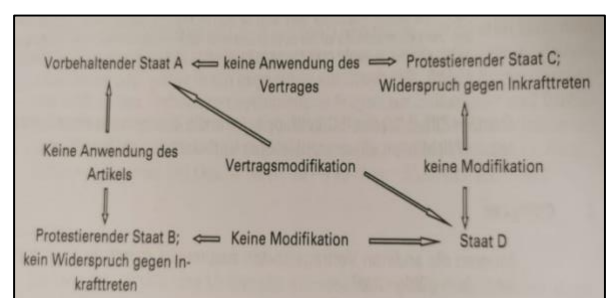 Vorbehaltender Staat A
keine Anwendung des
Vertrages
Protestierender Staat C;
Widerspruch gegen Inkrafttreten
Keine Anwendung des
Artikels
Vertragsmodifikation
keine Modifikation
Protestierender Staat B;
kein Widerspruch gegen In-
krafttreten
Keine Modifikation
Staat D